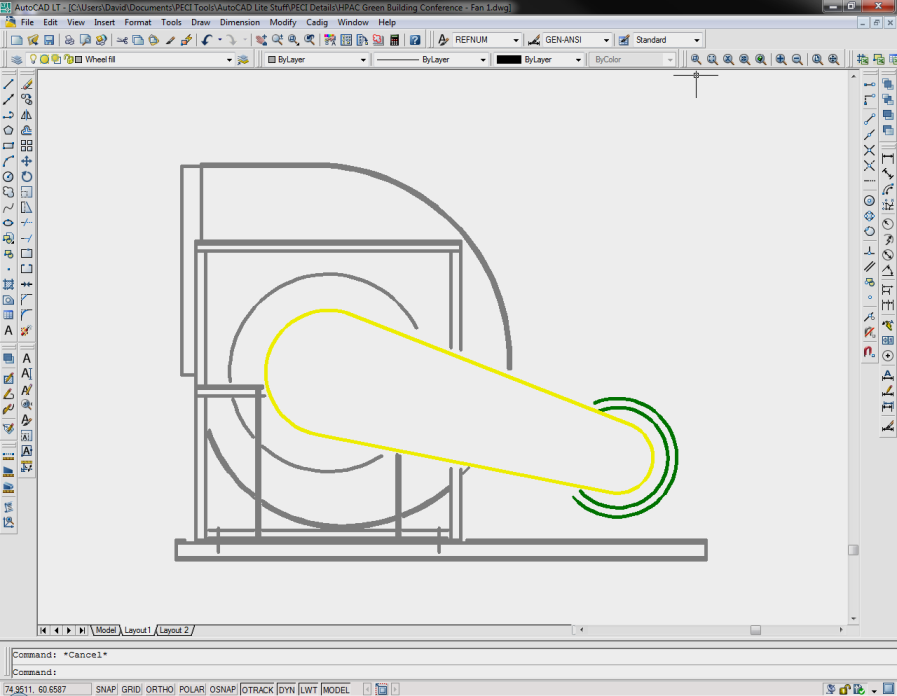 AutoCAD LT - [C:\Users\David\Documents\PECI Tools\AutoCAD Lite Stuff\PECI Details\HPAC Green Building Conference - Fan 1.dwg]
File Edit View Insert Format Tools Draw Dimension Modify Cadig Window Help
REFNUM GEN-ANSI Standard
Wheel fill ByLayer ByLayer ByLayer ByColor
Model Layout1 Layout 2
Command: *Cancel*
Command:
74.9511, 60.6587 SNAP GRID ORTHO POLAR OSNAP OTRACK DYN LWT MODEL